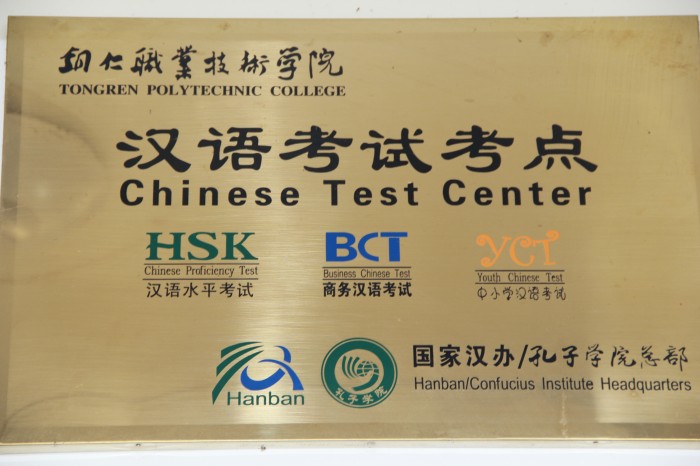 铜仁職業技術学院
TONGREN POLYTECHNIC COLLEGE
汉语考试考点
Chinese Test Center
HSK
Chinese Proficiency Test
汉语水平考试
BCT
Business Chinese Test
商务汉语考试
YCT
Youth Chinese Test
中小学汉语考试
Hanban
孔子学院
国家汉办/孔子学院总部
Hanban/Confucius Institute Headquarters